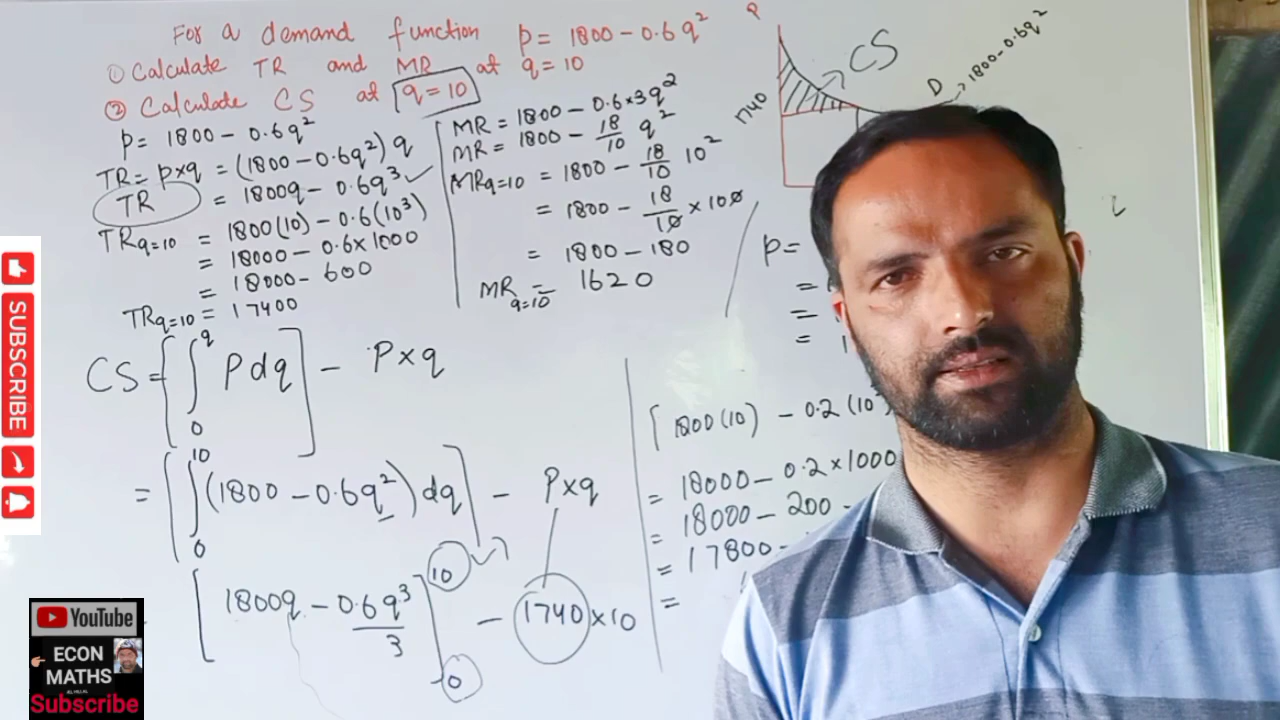 For a demand function p = 1800 - 0.6q²
① Calculate TR and MR at q = 10
② Calculate CS at q = 10
p = 1800 - 0.6q²
TR = p×q = (1800 - 0.6q²) q
TR = 1800q - 0.6q³
TRq=10 = 1800(10) - 0.6(10³)
= 18000 - 0.6×1000
= 18000 - 600
TRq=10 = 17400
MR = 1800 - 0.6×3q²
MR = 1800 - 18/10 q²
MRq=10 = 1800 - 18/10 10²
= 1800 - 18/10 × 100
= 1800 - 180
MRq=10 = 1620
P
CS
D
1800-0.6q²
1740
p =
=
=
=
CS = [∫₀^q P dq] - P×q
= [∫₀^10 (1800 - 0.6q²) dq] - P×q
[1800q - 0.6q³/3]₀^10 - 1740×10
[1800(10) - 0.2(10
= 18000 - 0.2×1000
= 18000 - 200 -
= 17800 -
=
SUBSCRIBE
YouTube
ECON
MATHS
Subscribe